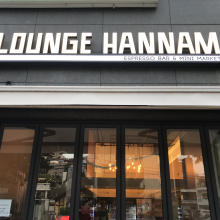 LOUNGE HANNAM
ESPRESSO BAR & MINI MARKET